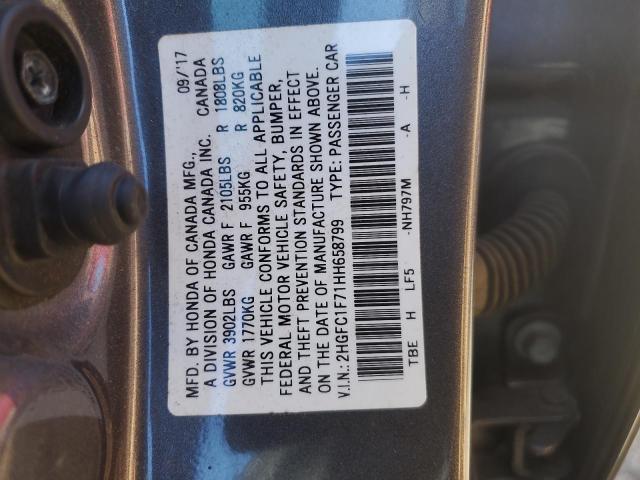 MFD. BY HONDA OF CANADA MFG., 09/'17
A DIVISION OF HONDA CANADA INC. CANADA
GVWR 3902LBS GAWR F 2105LBS R 1808LBS
GVWR 1770KG GAWR F 955KG R 820KG
THIS VEHICLE CONFORMS TO ALL APPLICABLE
FEDERAL MOTOR VEHICLE SAFETY, BUMPER,
AND THEFT PREVENTION STANDARDS IN EFFECT
ON THE DATE OF MANUFACTURE SHOWN ABOVE.
V.I.N.: 2HGFC1F71HH658799 TYPE: PASSENGER CAR
TBE H LF5 -NH797M -A -H